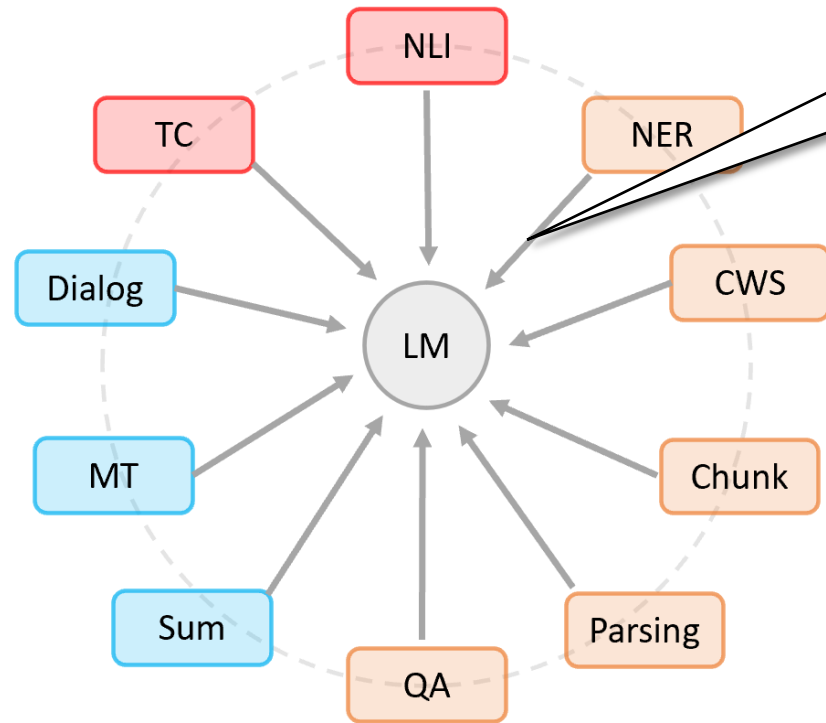 NLI
TC
NER
Dialog
CWS
LM
MT
Chunk
Sum
Parsing
QA